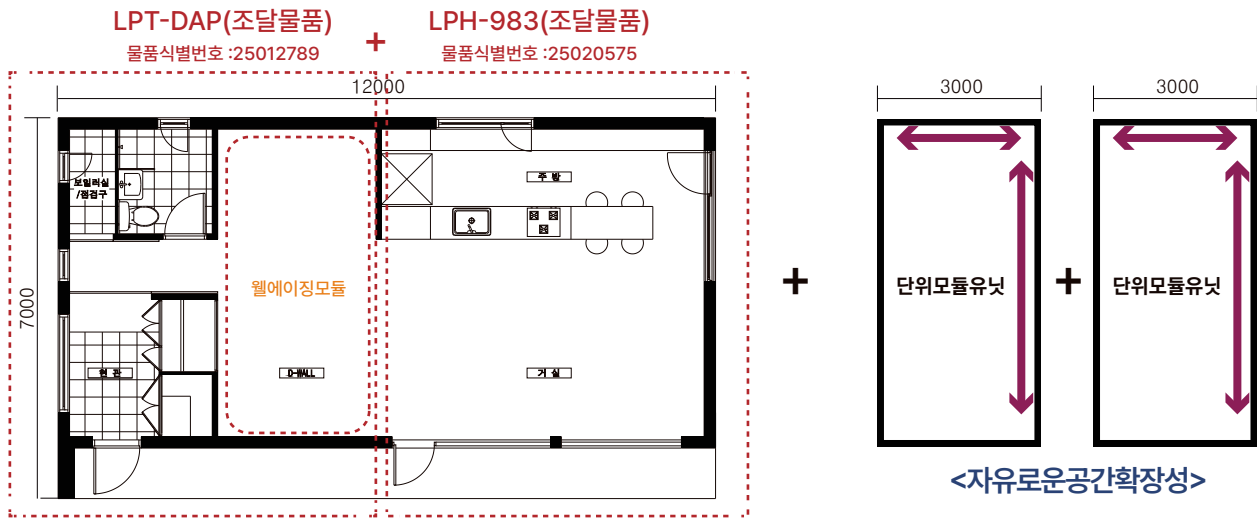 LPT-DAP(조달물품)
물품식별번호 :25012789
+
LPH-983(조달물품)
물품식별번호 :25020575
12000
7000
보일러실
/점검구
주 방
웰에이징모듈
현 관
D-WALL
거 실
+
3000
단위모듈유닛
+
3000
단위모듈유닛
<자유로운공간확장성>